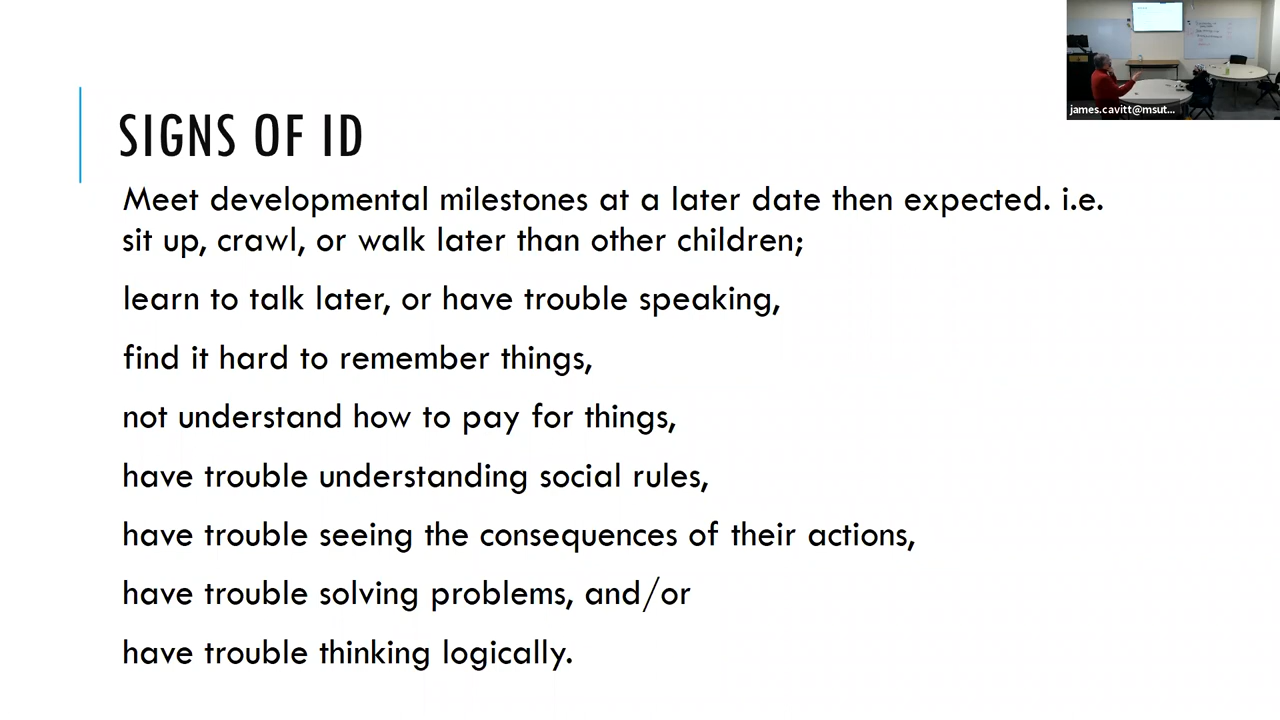 SIGNS OF ID
Meet developmental milestones at a later date then expected. i.e.
sit up, crawl, or walk later than other children;
learn to talk later, or have trouble speaking,
find it hard to remember things,
not understand how to pay for things,
have trouble understanding social rules,
have trouble seeing the consequences of their actions,
have trouble solving problems, and/or
have trouble thinking logically.
james.cavitt@msut...